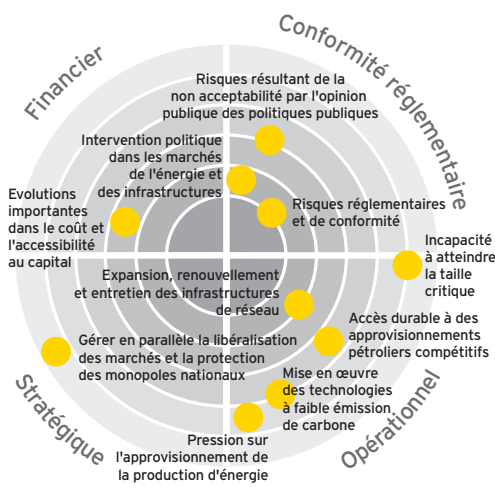 Financier
Conformité réglementaire
Risques résultant de la
non acceptabilité par l'opinion
publique des politiques publiques
Intervention politique
dans les marchés
de l'énergie et
des infrastructures
Risques réglementaires
et de conformité
Evolutions
importantes
dans le coût et
l'accessibilité
au capital
Incapacité
à atteindre
la taille
critique
Expansion, renouvellement
et entretien des infrastructures
de réseau
Accès durable à des
approvisionnements
pétroliers compétitifs
Gérer en parallèle la libéralisation
des marchés et la protection
des monopoles nationaux
Mise en œuvre
des technologies
à faible émission
de carbone
Pression sur
l'approvisionnement de
la production d'énergie
Stratégique
Opérationnel